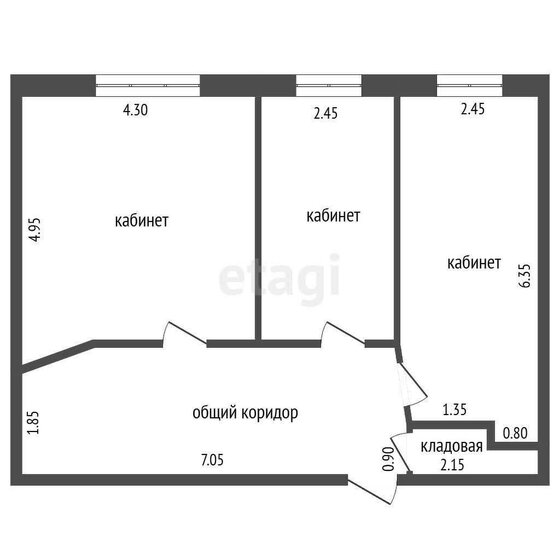 4.30
2.45
2.45
кабинет
4.95
кабинет
кабинет
6.35
etagi
общий коридор
1.85
7.05
1.35
0.80
0.90
кладовая
2.15